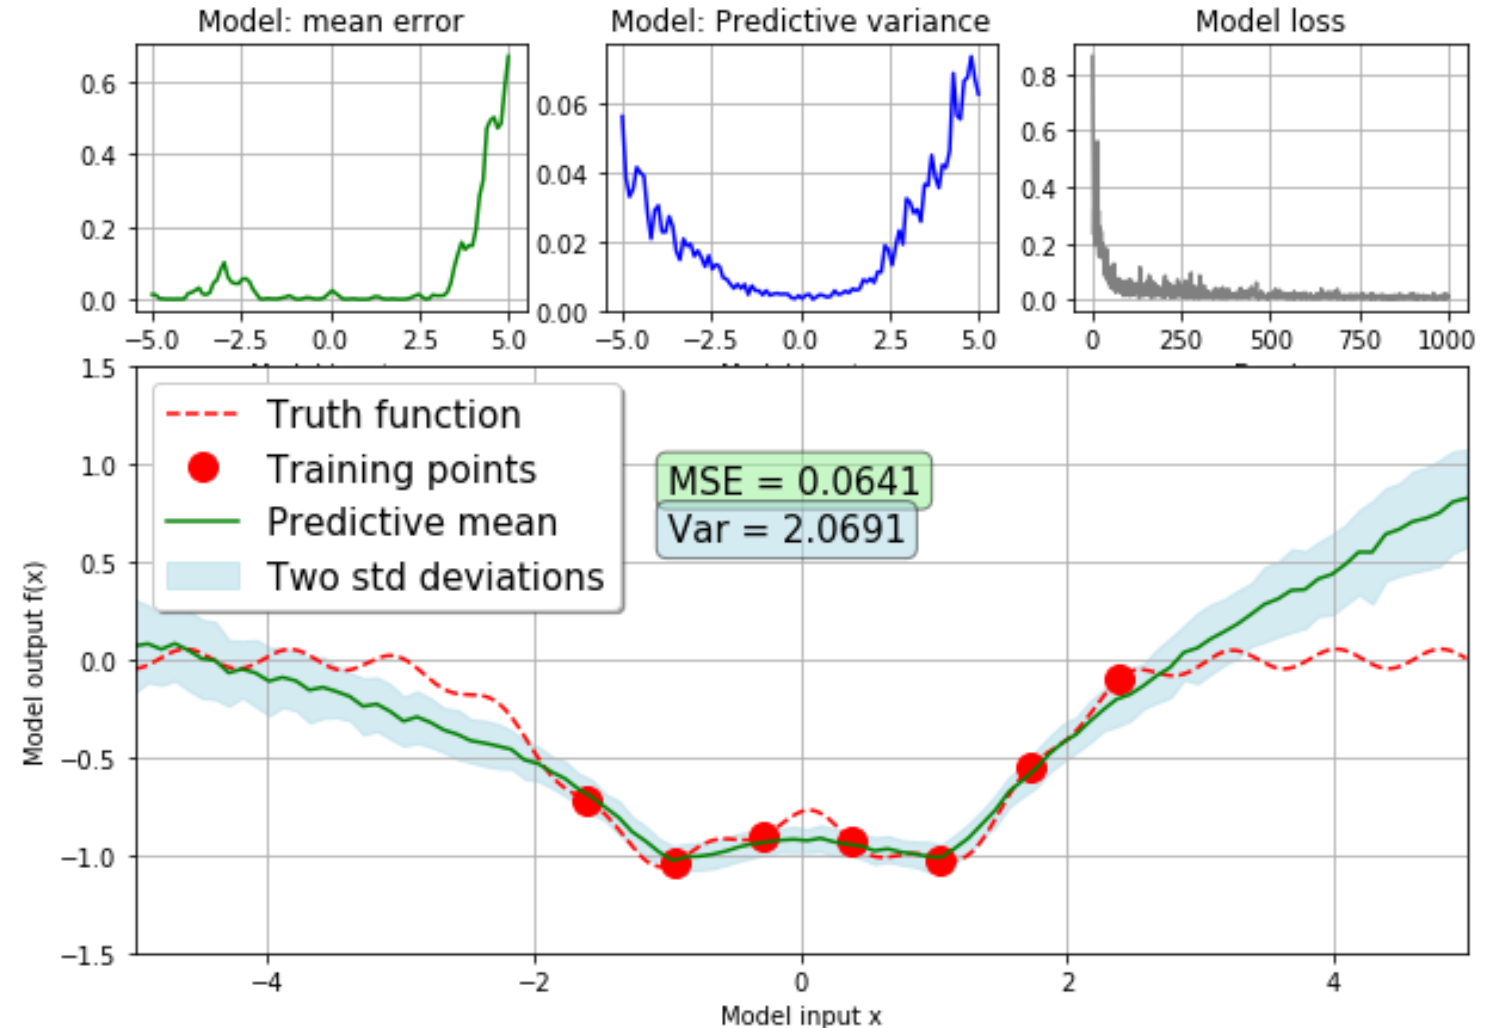 Model: mean error
Model: Predictive variance
Model loss
0.6
0.4
0.2
0.0
−5.0 −2.5 0.0 2.5 5.0
0.06
0.04
0.02
0.00
−5.0 −2.5 0.0 2.5 5.0
0.8
0.6
0.4
0.2
0.0
0 250 500 750 1000
1.5
1.0
0.5
0.0
−0.5
−1.0
−1.5
Model output f(x)
Truth function
Training points
Predictive mean
Two std deviations
MSE = 0.0641
Var = 2.0691
−4 −2 0 2 4
Model input x